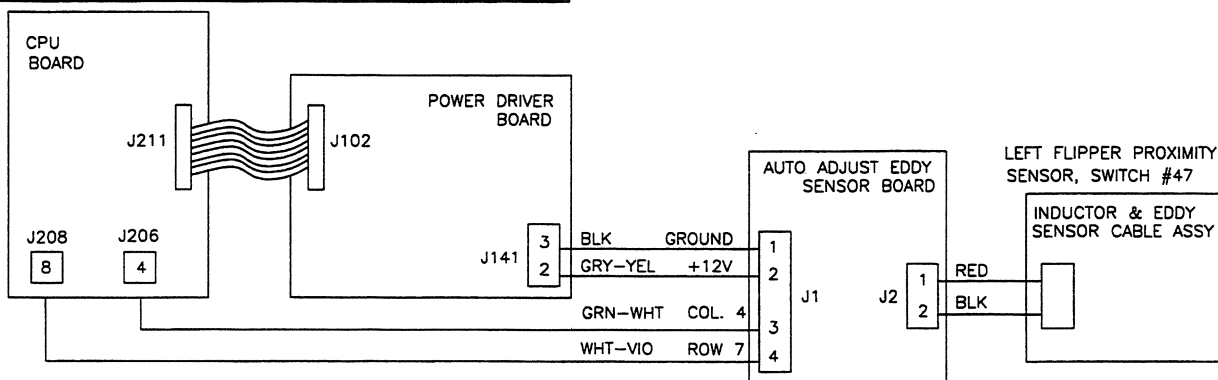 CPU
BOARD
POWER DRIVER
BOARD
J211
J102
AUTO ADJUST EDDY
SENSOR BOARD
LEFT FLIPPER PROXIMITY
SENSOR, SWITCH #47
INDUCTOR & EDDY
SENSOR CABLE ASSY
J208
J206
8
4
J141
3
2
BLK GROUND
GRY-YEL +12V
GRN-WHT COL. 4
WHT-VIO ROW 7
1
2
3
4
J1
J2
1
2
RED
BLK